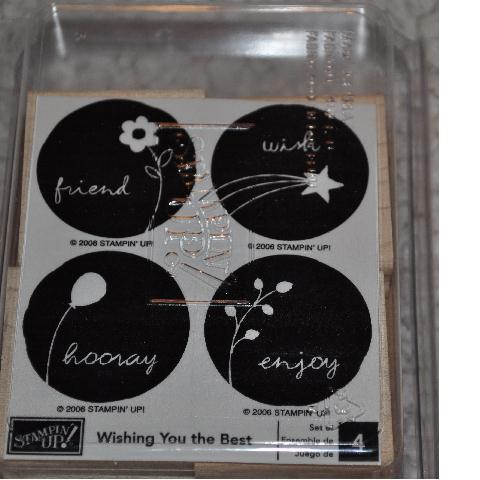 friend
wish
© 2006 STAMPIN' UP!
© 2006 STAMPIN' UP!
hooray
enjoy
© 2006 STAMPIN' UP!
© 2006 STAMPIN' UP!
STAMPIN' UP!
Wishing You the Best
Set of
Ensemble de
Juego de
4